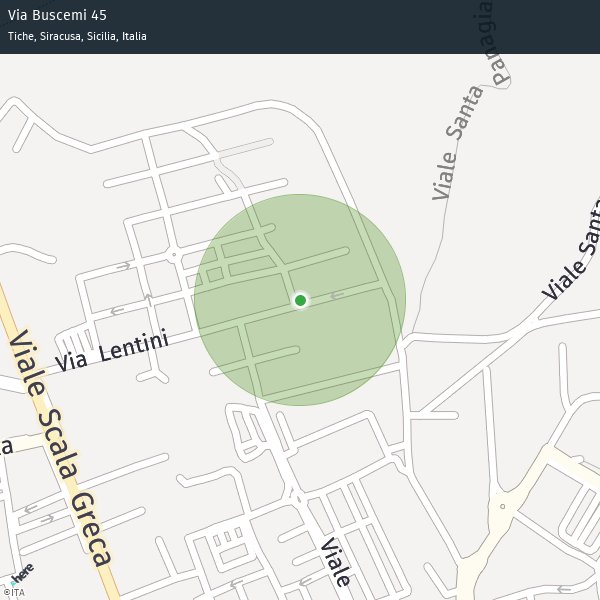 Via Buscemi 45
Tiche, Siracusa, Sicilia, Italia
Panagia
Viale Santa
Viale Santa
Via Lentini
Viale Scala Greca
a
Viale
here
©ITA